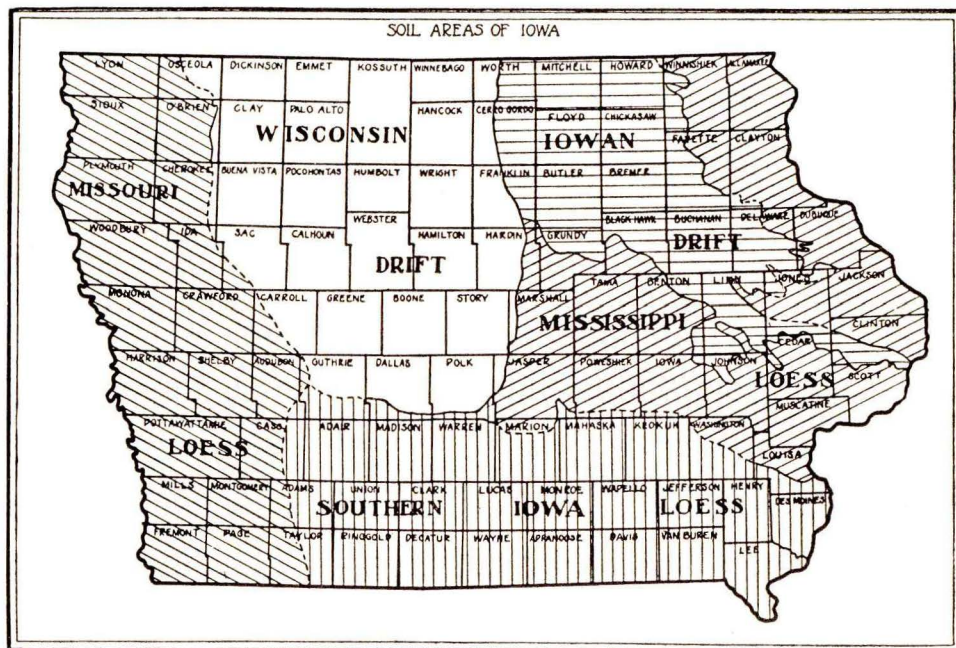 SOIL AREAS OF IOWA
LYON OSCEOLA DICKINSON EMMET KOSSUTH WINNEBAGO WORTH MITCHELL HOWARD WINNISHIEK ALLAMAKEE
SIOUX O'BRIEN CLAY PALO ALTO HANCOCK CERRO GORDO FLOYD CHICKASAW
WISCONSIN IOWAN
FAYETTE CLAYTON
PLYMOUTH CHEROKEE BUENA VISTA POCOHONTAS HUMBOLT WRIGHT FRANKLIN BUTLER BREMER
MISSOURI
WEBSTER BLACK HAWK BUCHANAN DELAWARE DUBUQUE
WOODBURY IDA SAC CALHOUN HAMILTON HARDIN GRUNDY
DRIFT DRIFT
TAMA BENTON LINN JONES JACKSON
MONONA CRAWFORD CARROLL GREENE BOONE STORY MARSHALL
MISSISSIPPI
CLINTON
CEDAR
HARRISON SHELBY AUDUBON GUTHRIE DALLAS POLK JASPER POWESHIEK IOWA JOHNSON
LOESS
SCOTT
MUSCATINE
POTTAWATTAMIE CASS ADAIR MADISON WARREN MARION MAHASKA KEOKUK WASHINGTON
LOESS
LOUISA
MILLS MONTGOMERY ADAMS UNION CLARK LUCAS MONROE WAPELLO JEFFERSON HENRY
DES MOINES
SOUTHERN IOWA LOESS
FREMONT PAGE TAYLOR RINGGOLD DECATUR WAYNE APPANOOSE DAVIS VAN BUREN
LEE